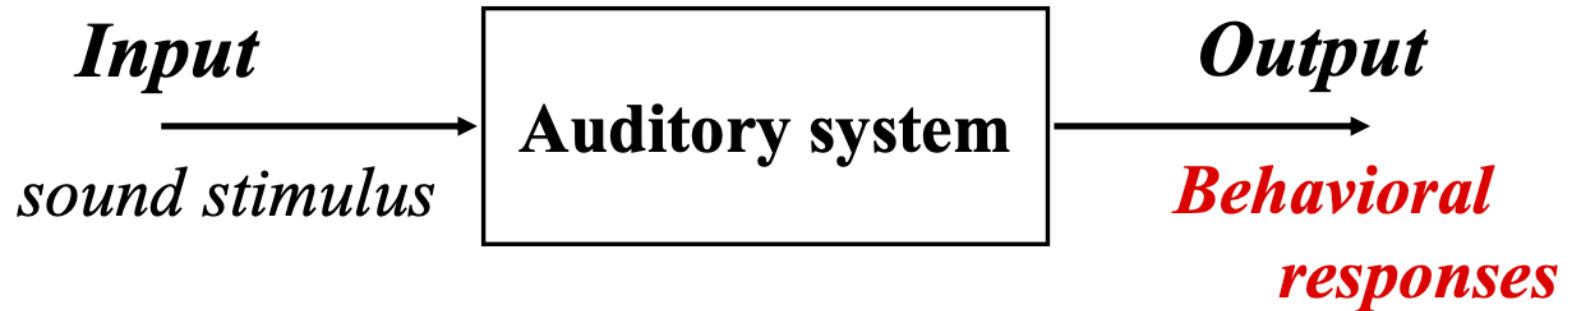 Input
sound stimulus
Auditory system
Output
Behavioral
responses